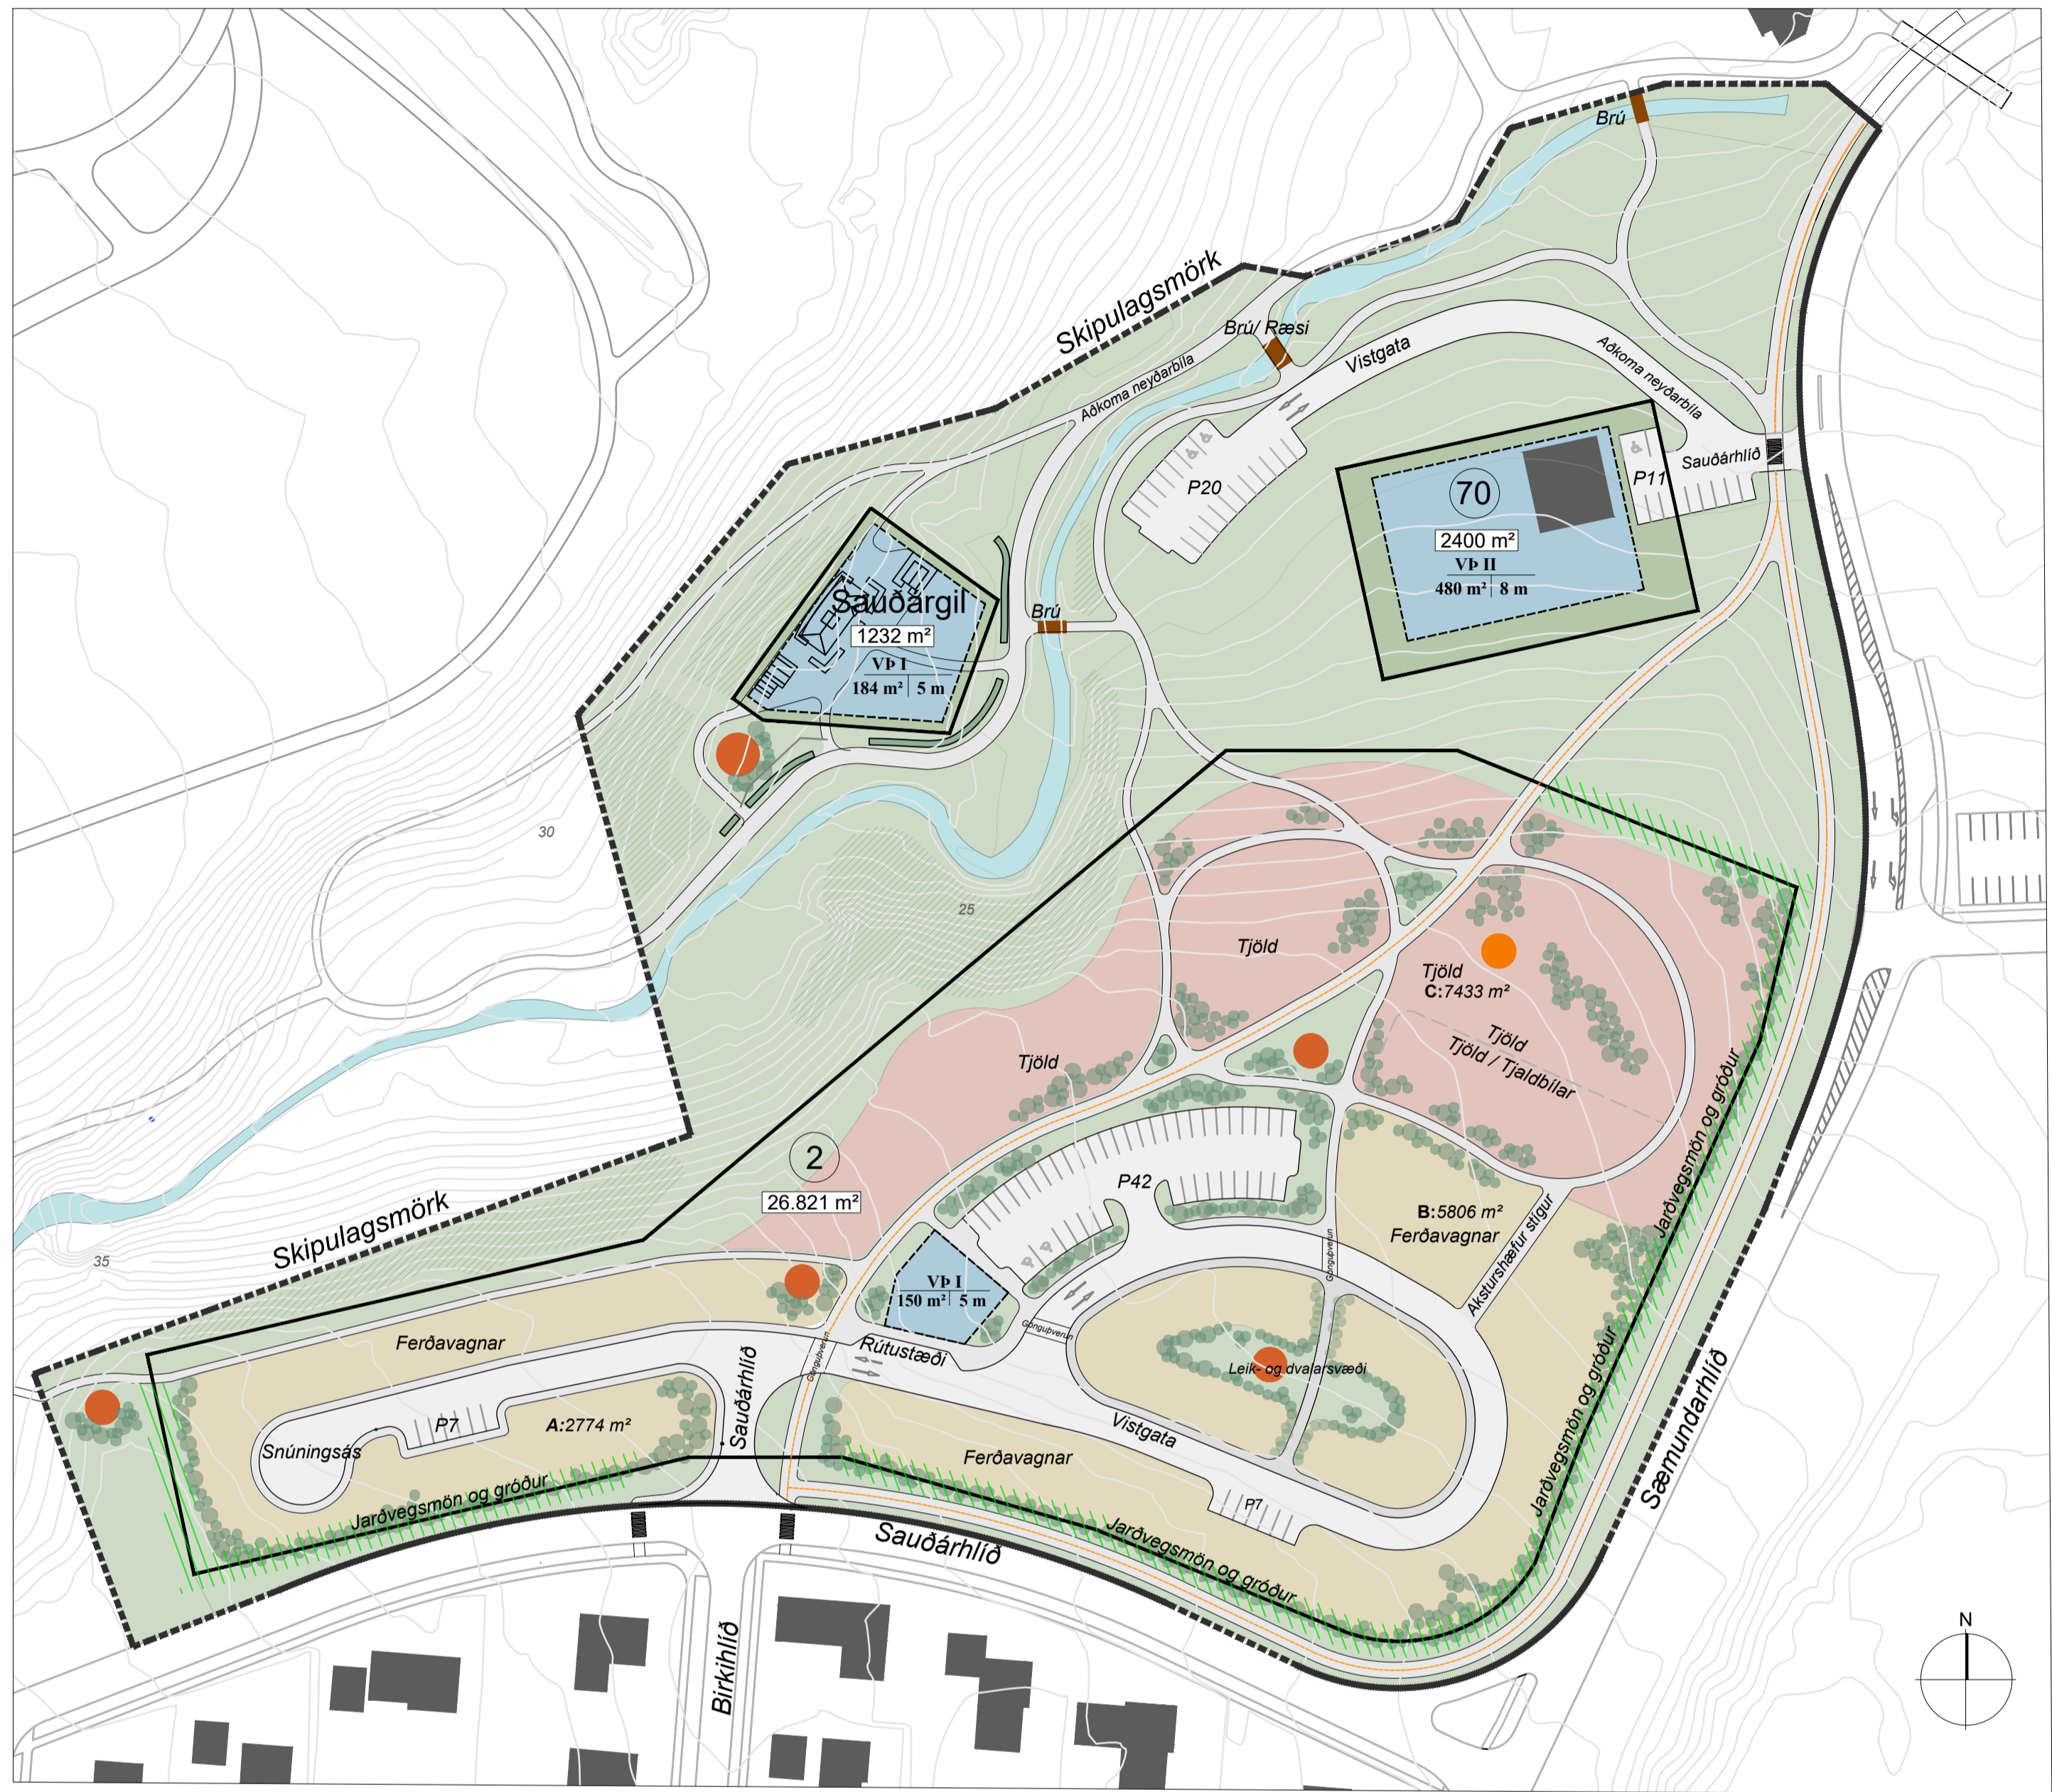 Brú
Skipulagsmörk
Brú/ Ræsi
Vistgata
Aðkoma neyðarbíla
Aðkoma neyðarbíla
P20
70
2400 m²
VÞ II
480 m² 8 m
P11
Sauðárhlíð
Sauðárgil
1232 m²
VÞ I
184 m² 5 m
Brú
30
25
Tjöld
Tjöld
C:7433 m²
Tjöld
Tjöld / Tjaldbílar
Tjöld
Jarðvegsmön og gróður
2
26.821 m²
P42
B:5806 m²
Ferðavagnar
Aksturshæfur stígur
Gönguþverun
Skipulagsmörk
35
VÞ I
150 m² 5 m
Gönguþverun
Rútustæði
Gönguþverun
Ferðavagnar
Sauðárhlíð
Leik- og dvalarsvæði
Vistgata
Jarðvegsmön og gróður
Sæmundarhlíð
P7
A:2774 m²
Snúningsás
Ferðavagnar
Jarðvegsmön og gróður
P7
Jarðvegsmön og gróður
Sauðárhlíð
Birkihlíð
N